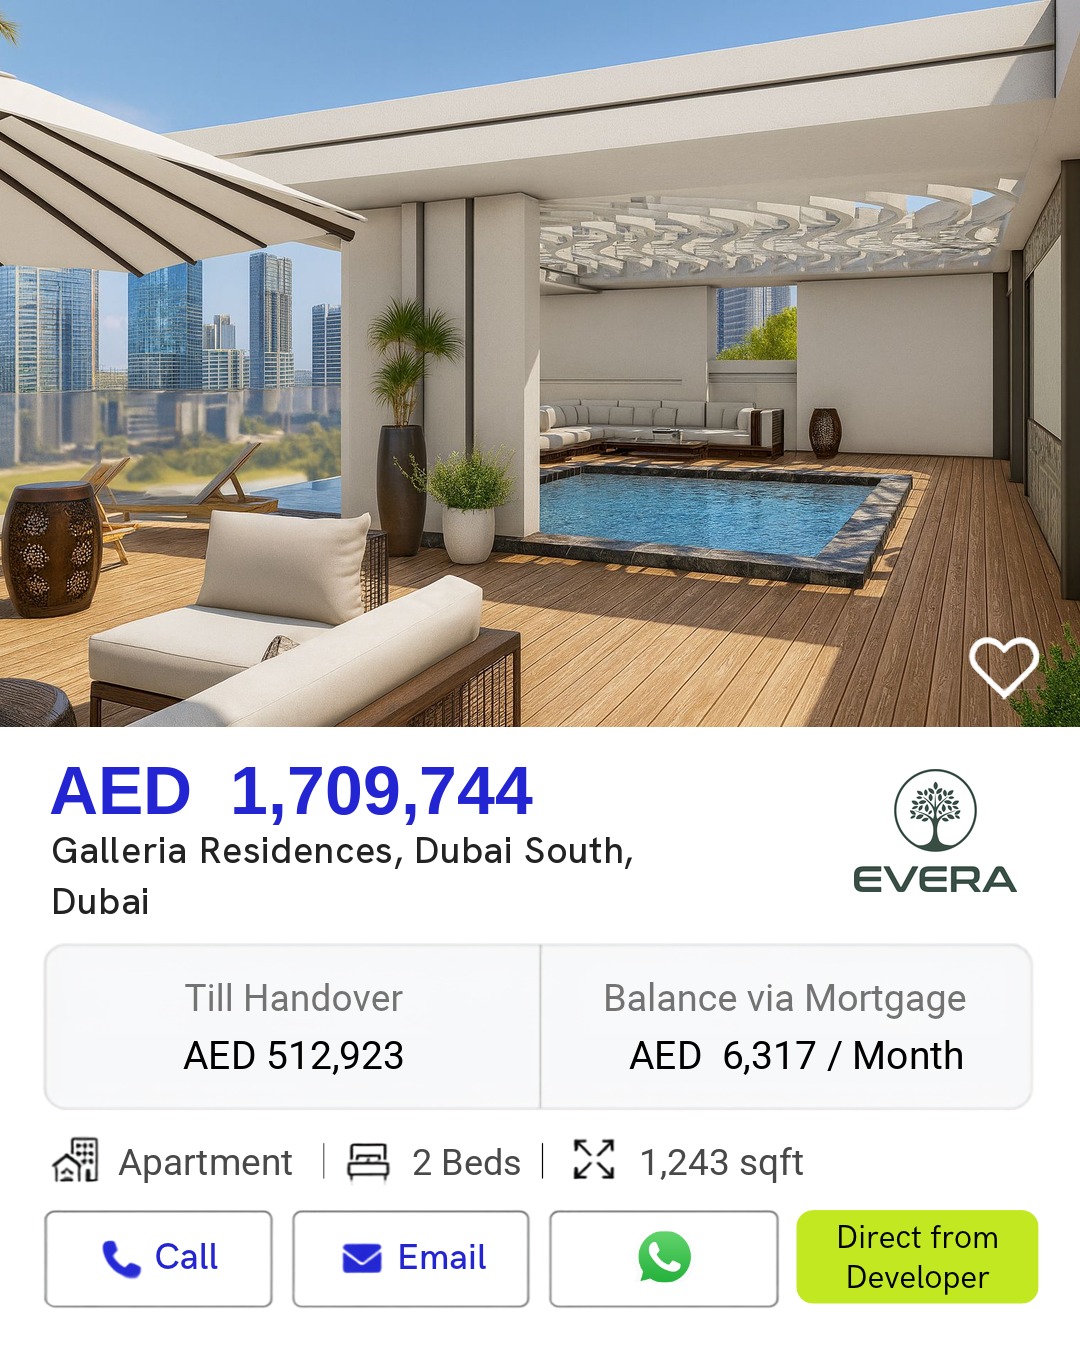 AED 1,709,744
Galleria Residences, Dubai South,
Dubai
EVERA
Till Handover
AED 512,923
Balance via Mortgage
AED 6,317 / Month
Apartment
2 Beds
1,243 sqft
Call
Email
Direct from
Developer